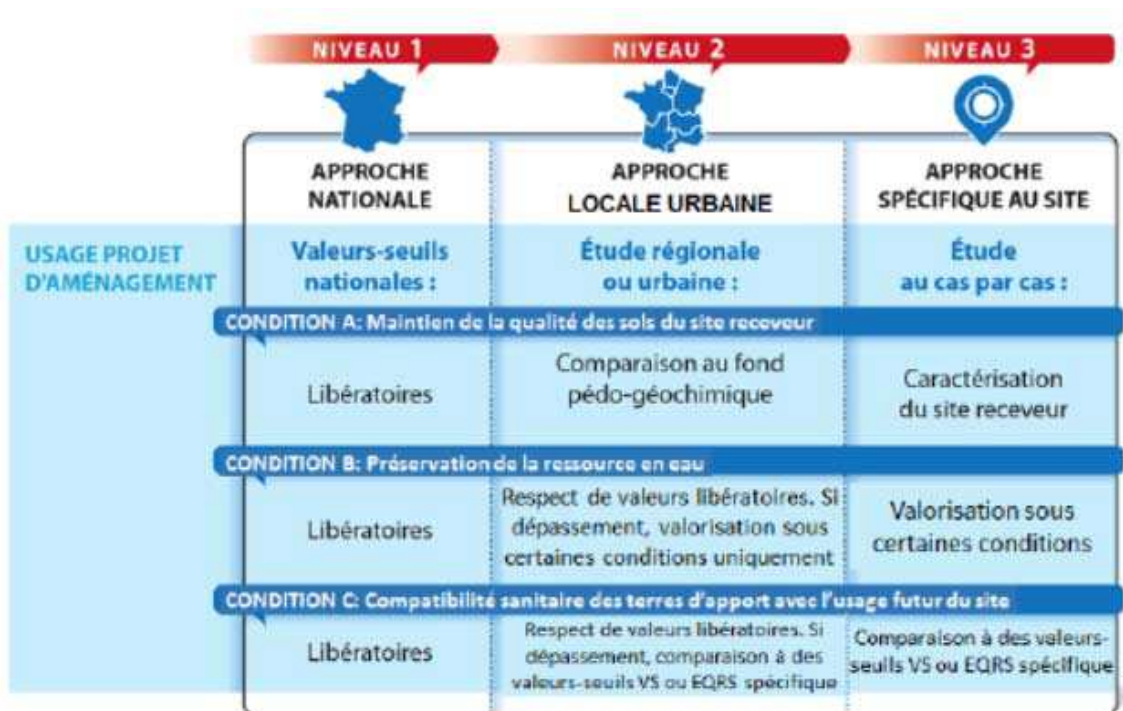 NIVEAU 1
NIVEAU 2
NIVEAU 3
APPROCHE
NATIONALE
APPROCHE
LOCALE URBAINE
APPROCHE
SPÉCIFIQUE AU SITE
USAGE PROJET
D'AMÉNAGEMENT
Valeurs-seuils
nationales :
Étude régionale
ou urbaine :
Étude
au cas par cas :
CONDITION A: Maintien de la qualité des sols du site receveur
Libératoires
Comparaison au fond
pédo-géochimique
Caractérisation
du site receveur
CONDITION B: Préservation de la ressource en eau
Libératoires
Respect de valeurs libératoires. Si
dépassement, valorisation sous
certaines conditions uniquement
Valorisation sous
certaines conditions
CONDITION C: Compatibilité sanitaire des terres d'apport avec l'usage futur du site
Libératoires
Respect de valeurs libératoires. Si
dépassement, comparaison à des
valeurs-seuils VS ou EQRS spécifique
Comparaison à des valeurs-
seuils VS ou EQRS spécifique